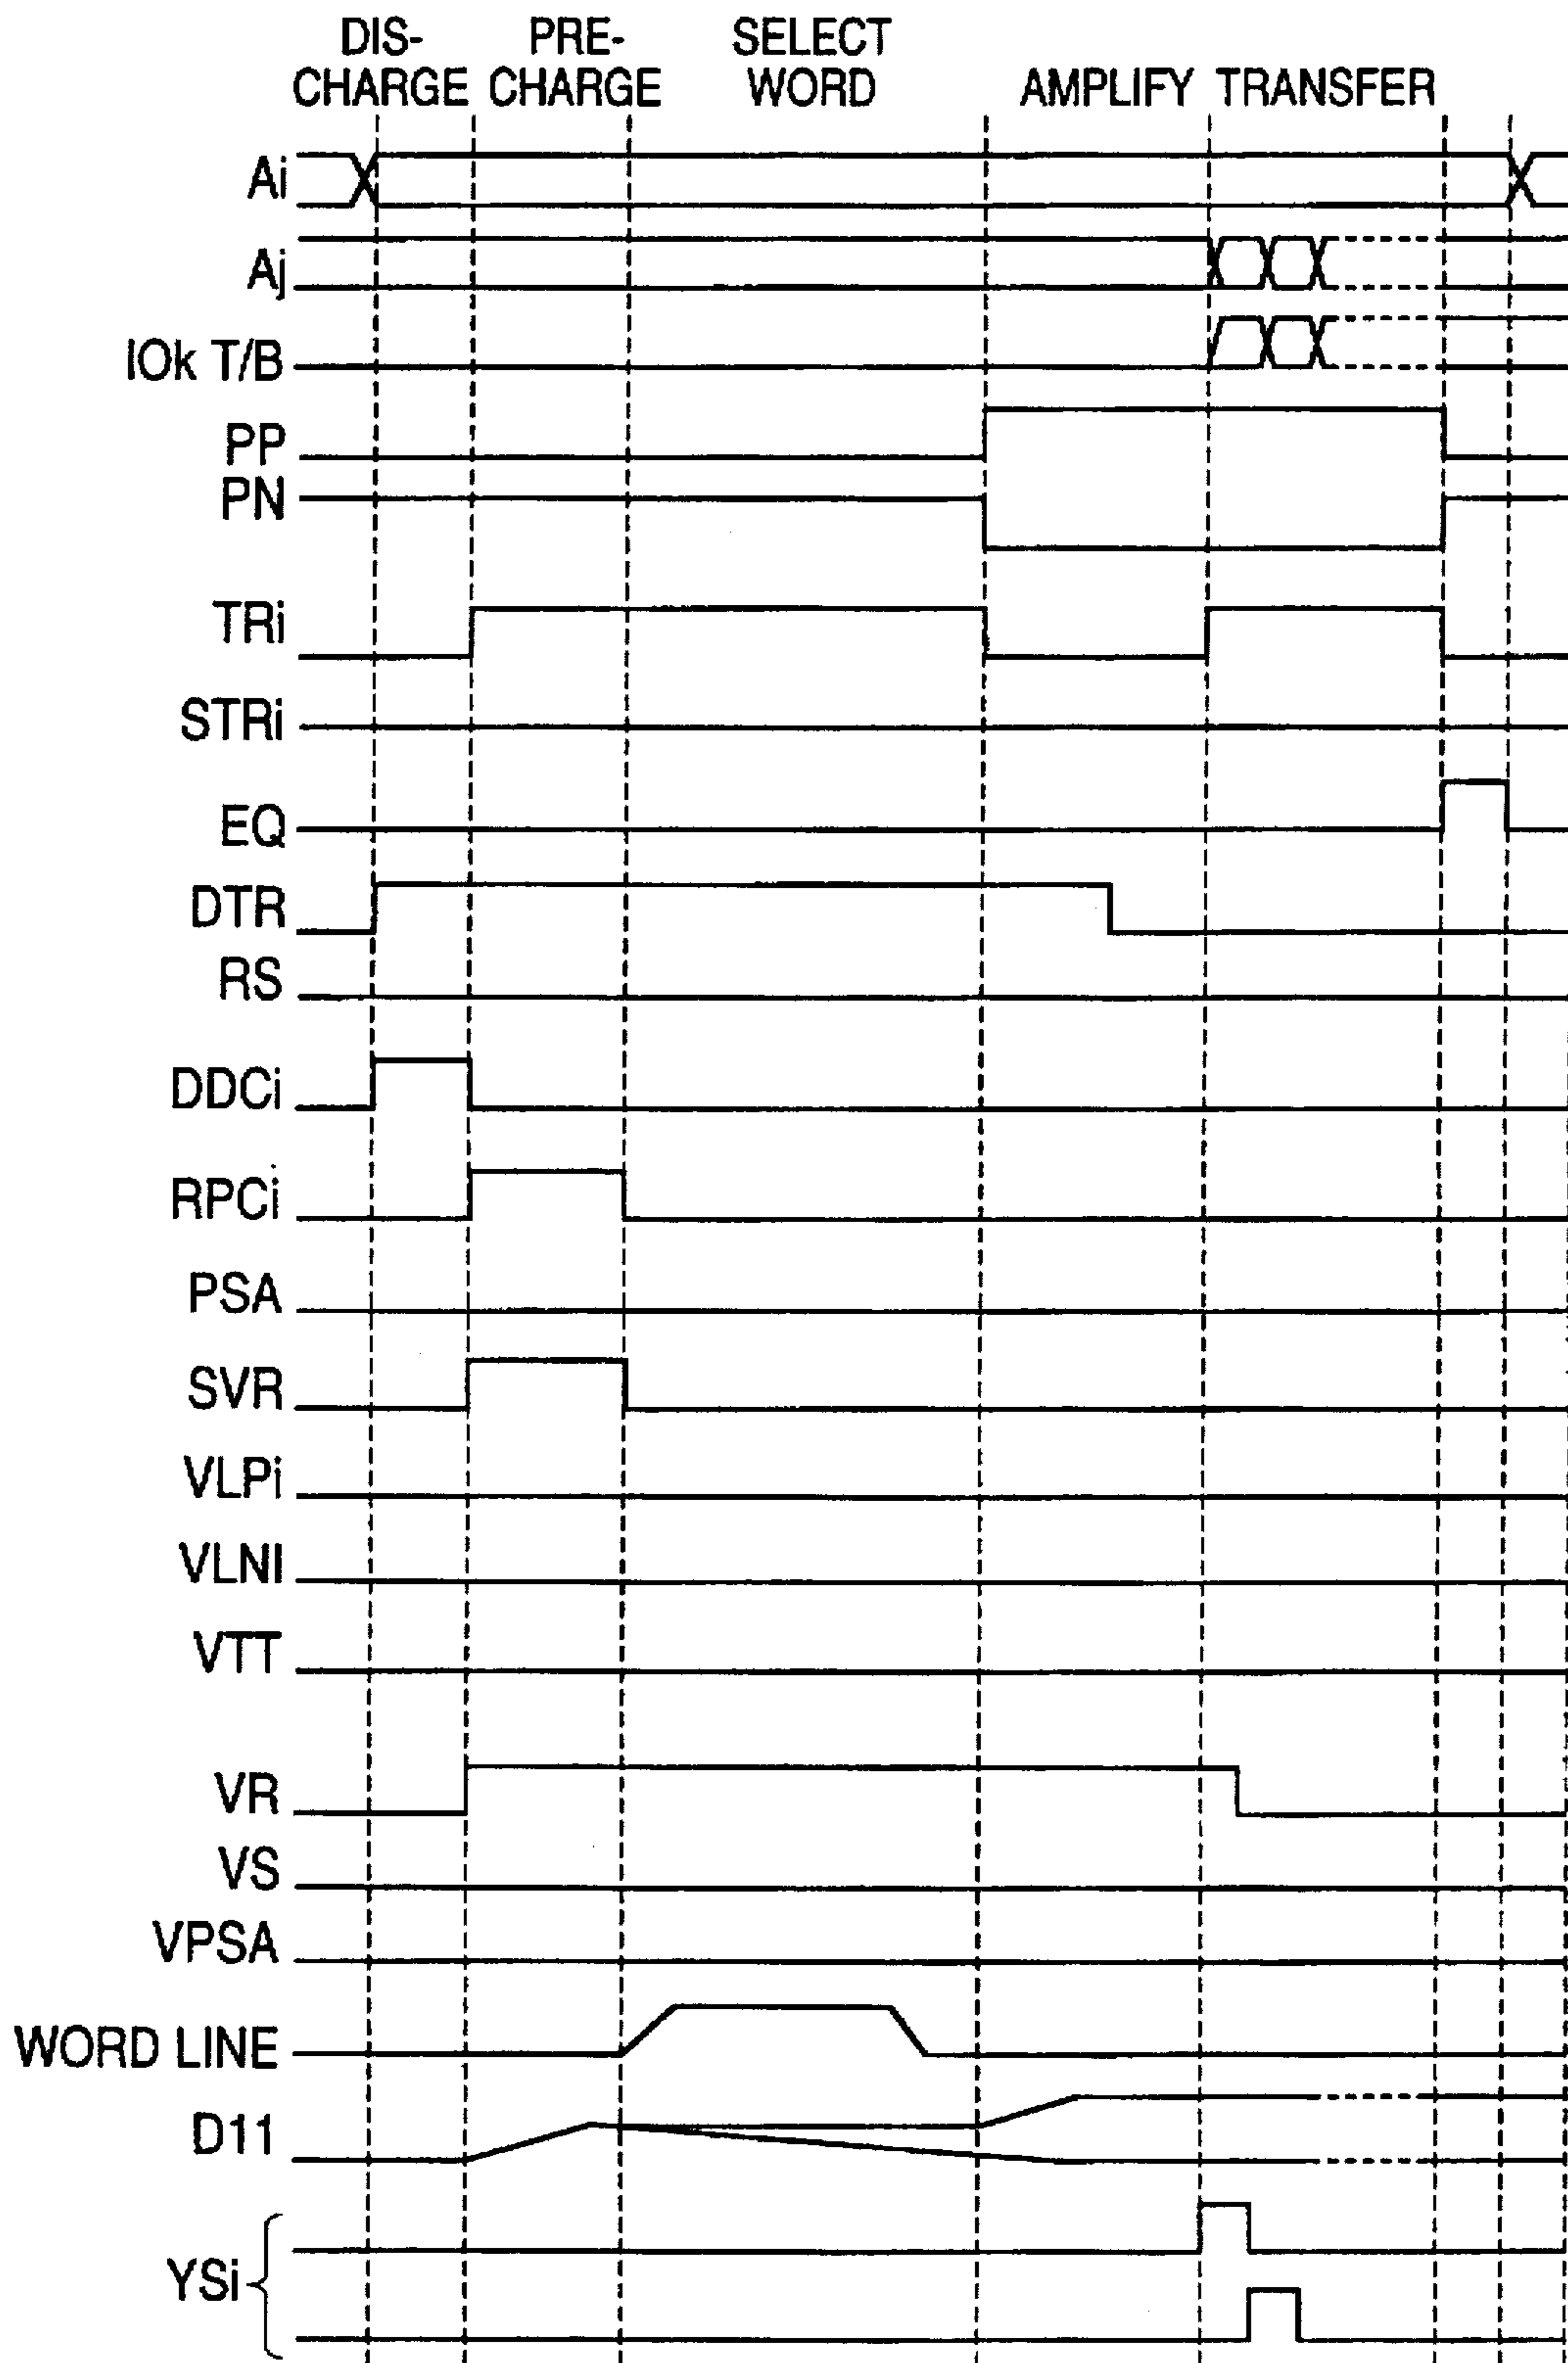 DIS-
CHARGE
PRE-
CHARGE
SELECT
WORD
AMPLIFY
TRANSFER
Ai
Aj
IOk T/B
PP
PN
TRi
STRi
EQ
DTR
RS
DDCi
RPCi
PSA
SVR
VLPi
VLNI
VTT
VR
VS
VPSA
WORD LINE
D11
YSi